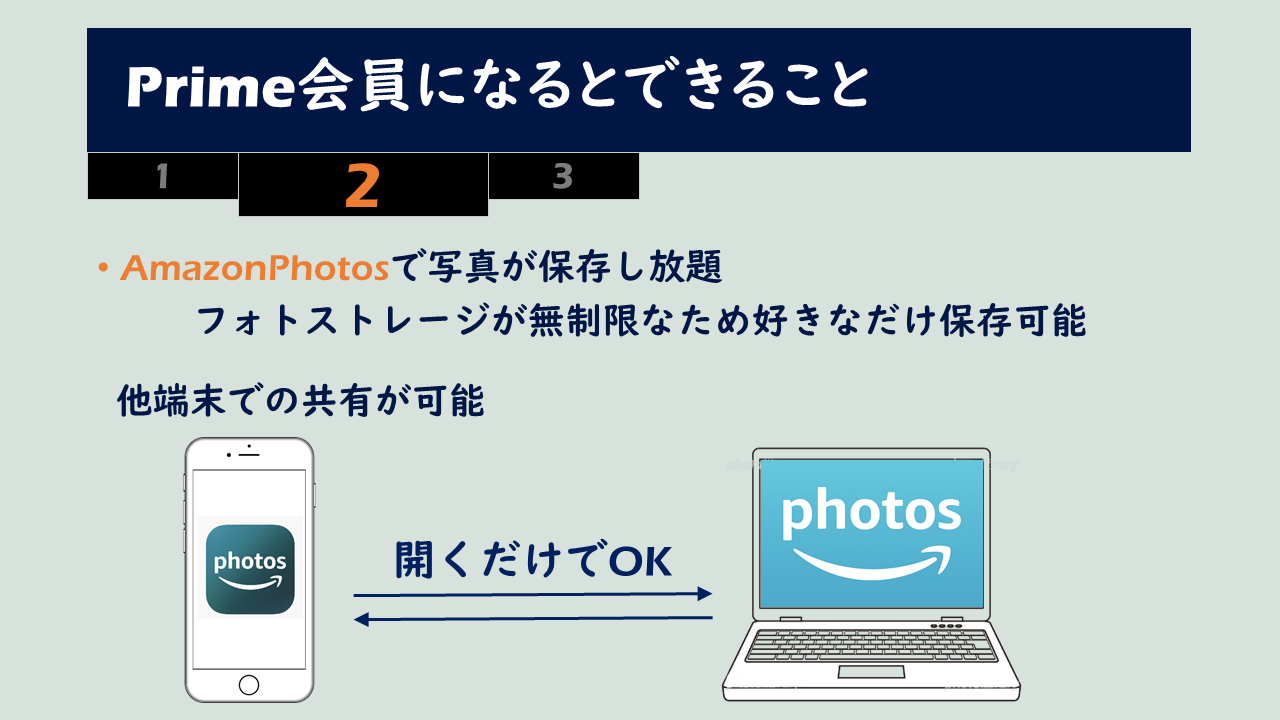 Prime会員になるとできること
1
2
3
・AmazonPhotosで写真が保存し放題
フォトストレージが無制限なため好きなだけ保存可能
他端末での共有が可能
photos
開くだけでOK
photos